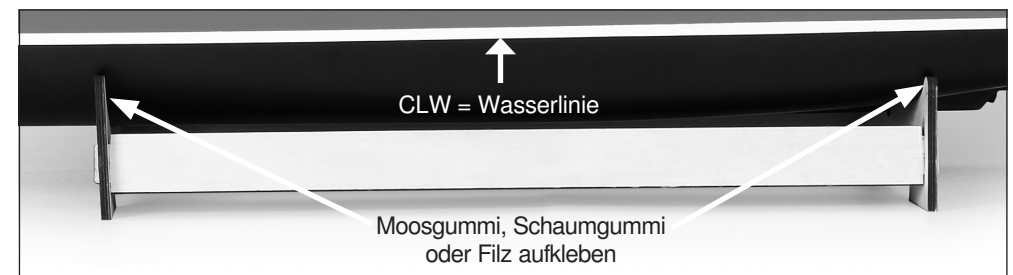 CLW = Wasserlinie
Moosgummi, Schaumgummi
oder Filz aufkleben